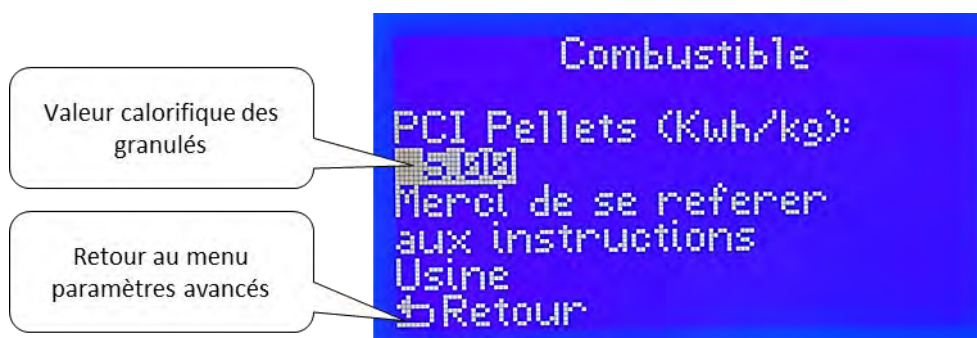 Valeur calorifique des
granulés
Retour au menu
paramètres avancés
Combustible
PCI Pellets (Kwh/kg):
Merci de se referer
aux instructions
Usine
Retour